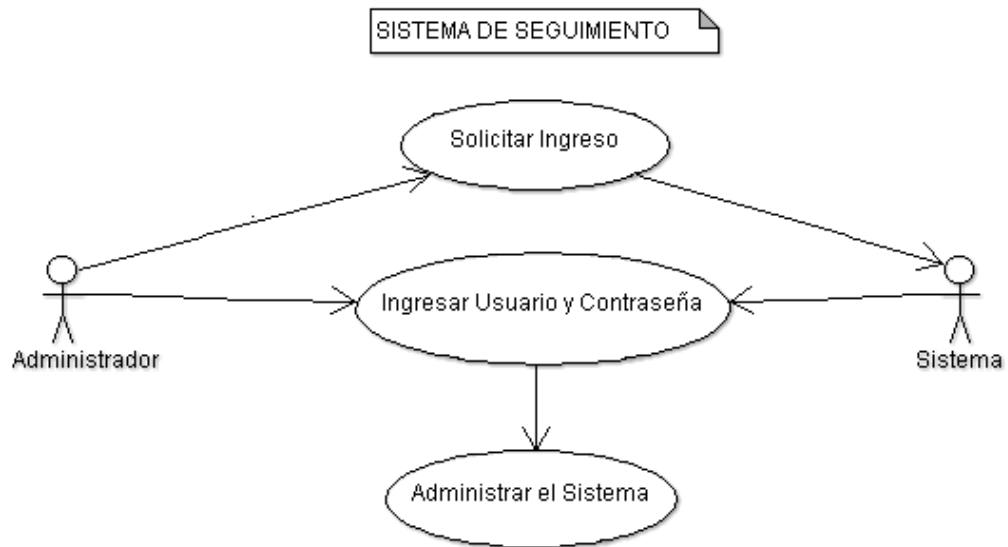 SISTEMA DE SEGUIMIENTO
Solicitar Ingreso
Ingresar Usuario y Contraseña
Administrador
Sistema
Administrar el Sistema